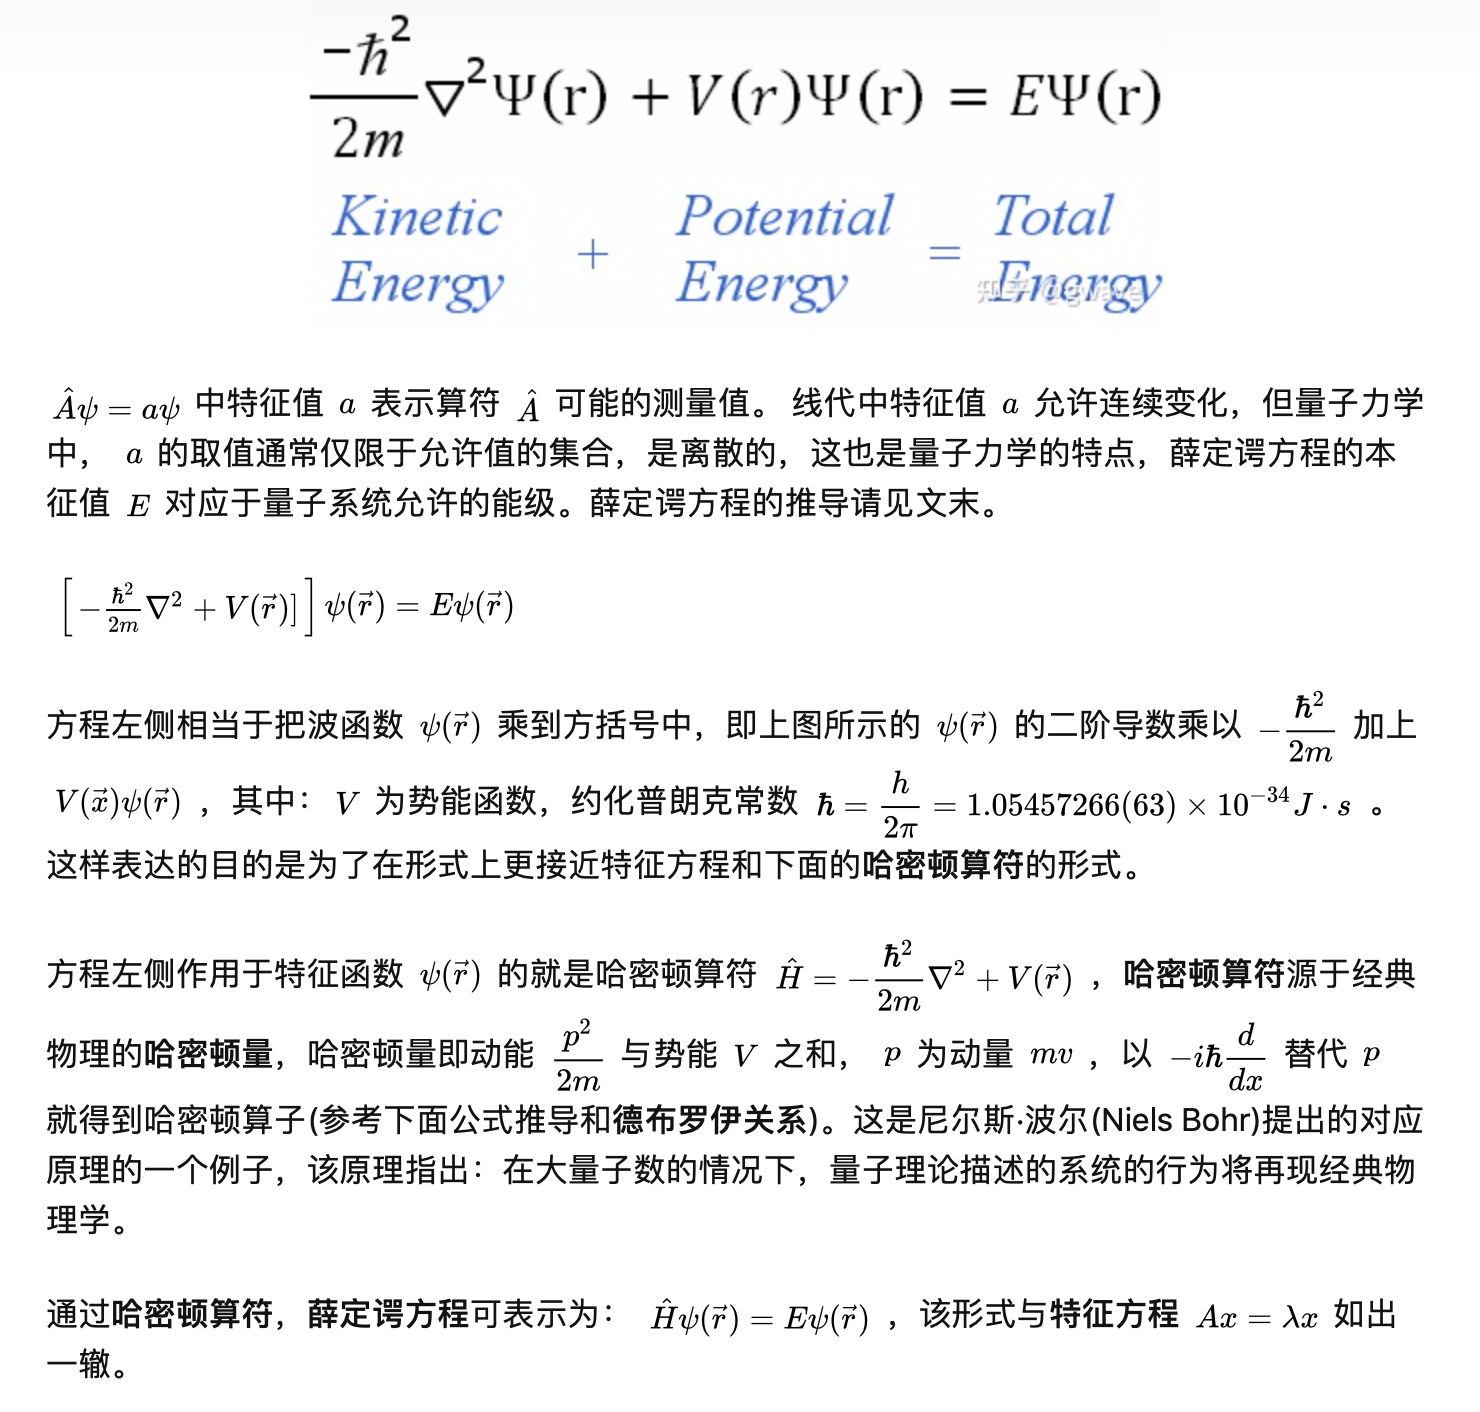 $\frac{-\hbar^2}{2m}\nabla^2\Psi(\mathrm{r}) + V(r)\Psi(\mathrm{r}) = E\Psi(\mathrm{r})$
Kinetic Energy + Potential Energy = Total Energy
知乎 @gwave
$\hat{A}\psi = a\psi$ 中特征值 $a$ 表示算符 $\hat{A}$ 可能的测量值。 线代中特征值 $a$ 允许连续变化，但量子力学
中， $a$ 的取值通常仅限于允许值的集合，是离散的，这也是量子力学的特点，薛定谔方程的本
征值 $E$ 对应于量子系统允许的能级。薛定谔方程的推导请见文末。
$\left[-\frac{\hbar^2}{2m}\nabla^2 + V(\vec{r})]\right]\psi(\vec{r}) = E\psi(\vec{r})$
方程左侧相当于把波函数 $\psi(\vec{r})$ 乘到方括号中，即上图所示的 $\psi(\vec{r})$ 的二阶导数乘以 $-\frac{\hbar^2}{2m}$ 加上
$V(\vec{x})\psi(\vec{r})$ ，其中： $V$ 为势能函数，约化普朗克常数 $\hbar = \frac{h}{2\pi} = 1.05457266(63) \times 10^{-34} J \cdot s$ 。
这样表达的目的是为了在形式上更接近特征方程和下面的哈密顿算符的形式。
方程左侧作用于特征函数 $\psi(\vec{r})$ 的就是哈密顿算符 $\hat{H} = -\frac{\hbar^2}{2m}\nabla^2 + V(\vec{r})$ ，哈密顿算符源于经典
物理的哈密顿量，哈密顿量即动能 $\frac{p^2}{2m}$ 与势能 $V$ 之和， $p$ 为动量 $mv$ ，以 $-i\hbar\frac{d}{dx}$ 替代 $p$
就得到哈密顿算子(参考下面公式推导和德布罗伊关系)。这是尼尔斯·波尔(Niels Bohr)提出的对应
原理的一个例子，该原理指出：在大量子数的情况下，量子理论描述的系统的行为将再现经典物
理学。
通过哈密顿算符，薛定谔方程可表示为： $\hat{H}\psi(\vec{r}) = E\psi(\vec{r})$ ，该形式与特征方程 $Ax = \lambda x$ 如出
一辙。